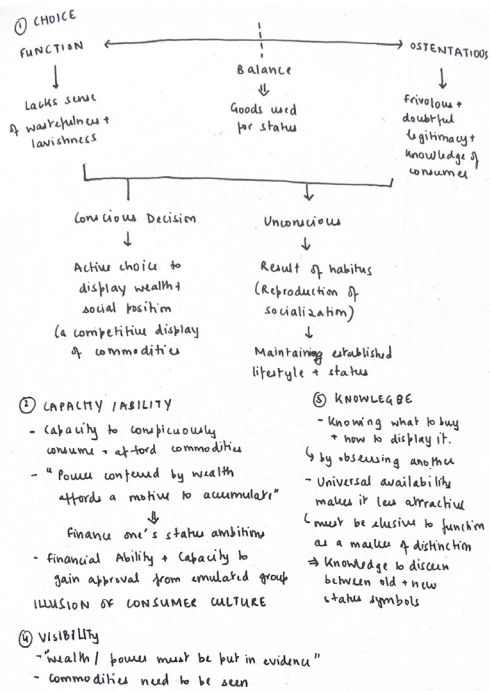 ① CHOICE
FUNCTION
OSTENTATIOUS
Balance
Lacks sense
of wastefulness +
lavishness
Goods used
for status
Frivolous +
doubtful
legitimacy +
knowledge of
consumer
Conscious Decision
Unconscious
Active choice to
display wealth +
social position
(a competitive display
of commodities
Result of habitus
(Reproduction of
socialization)
Maintaining established
lifestyle + status
② CAPACITY / ABILITY
- Capacity to conspicuously
consume + afford commodities
- "Power conferred by wealth
affords a motive to accumulate"
Finance one's status ambitions
- Financial Ability + Capacity to
gain approval from emulated group
ILLUSION OF CONSUMER CULTURE
③ KNOWLEGBE
- Knowing what to buy
+ how to display it.
↳ by observing another
- Universal availability
makes it less attractive
↳ must be elusive to function
as a marker of distinction
⇒ Knowledge to discern
between old + new
status symbols
④ VISIBILITY
- "Wealth / power must be put in evidence"
- Commodities need to be seen